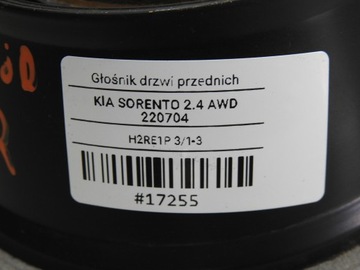 Głośnik drzwi przednich
KIA SORENTO 2.4 AWD
220704
H2RE1P 3/1-3
#17255